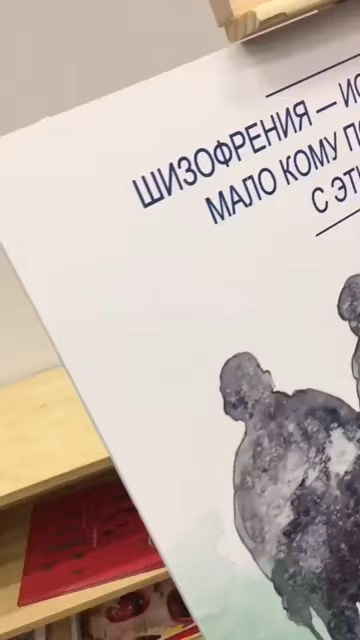 ШИЗОФРЕНИЯ — ИС
МАЛО КОМУ ПО
С ЭТ